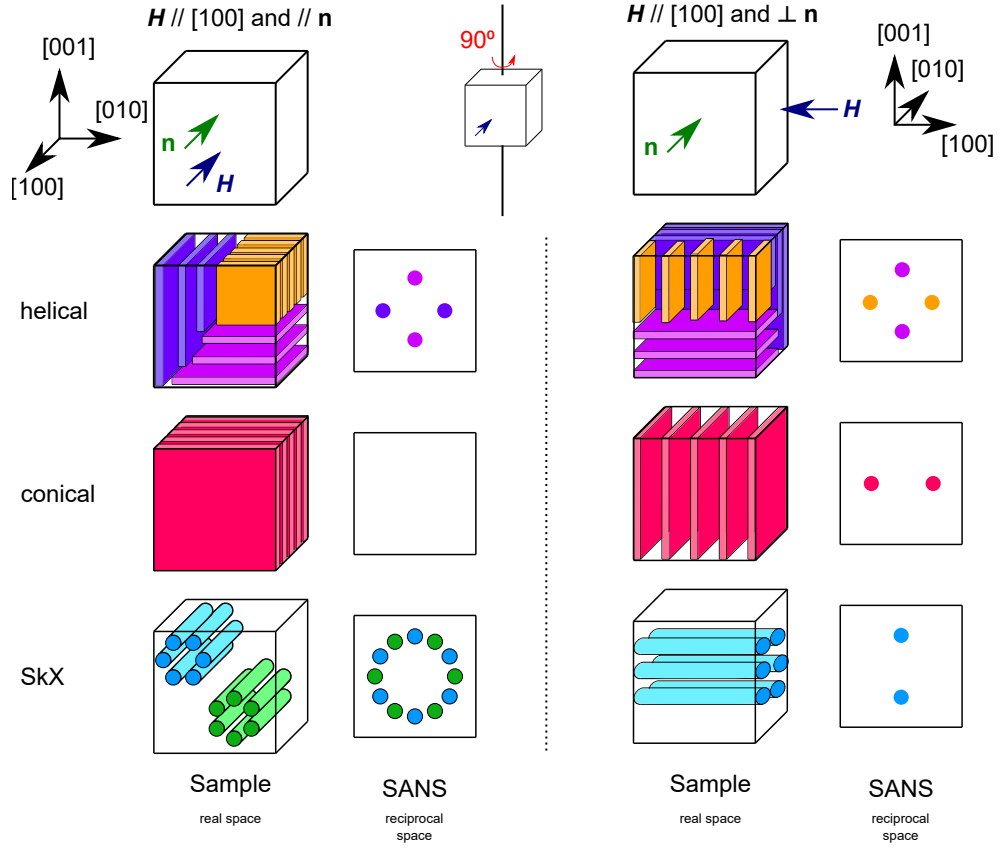 H // [100] and // n
[001]
[010]
[100]
n
H
90º
H // [100] and ⊥ n
[001]
[010]
[100]
n
H
helical
conical
SkX
Sample
real space
SANS
reciprocal
space
Sample
real space
SANS
reciprocal
space